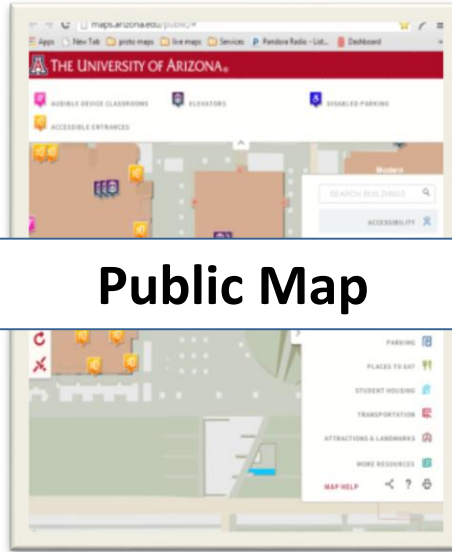 maps.arizona.edu/public/#
Apps New Tab proto maps live maps Services Pandora Radio - List... Dashboard
THE UNIVERSITY OF ARIZONA®
AUDIBLE DEVICE CLASSROOMS ELEVATORS DISABLED PARKING
ACCESSIBLE ENTRANCES
Modern
SEARCH BUILDINGS
ACCESSIBILITY
Public Map
PARKING
PLACES TO EAT
STUDENT HOUSING
TRANSPORTATION
ATTRACTIONS & LANDMARKS
MORE RESOURCES
MAP HELP ?